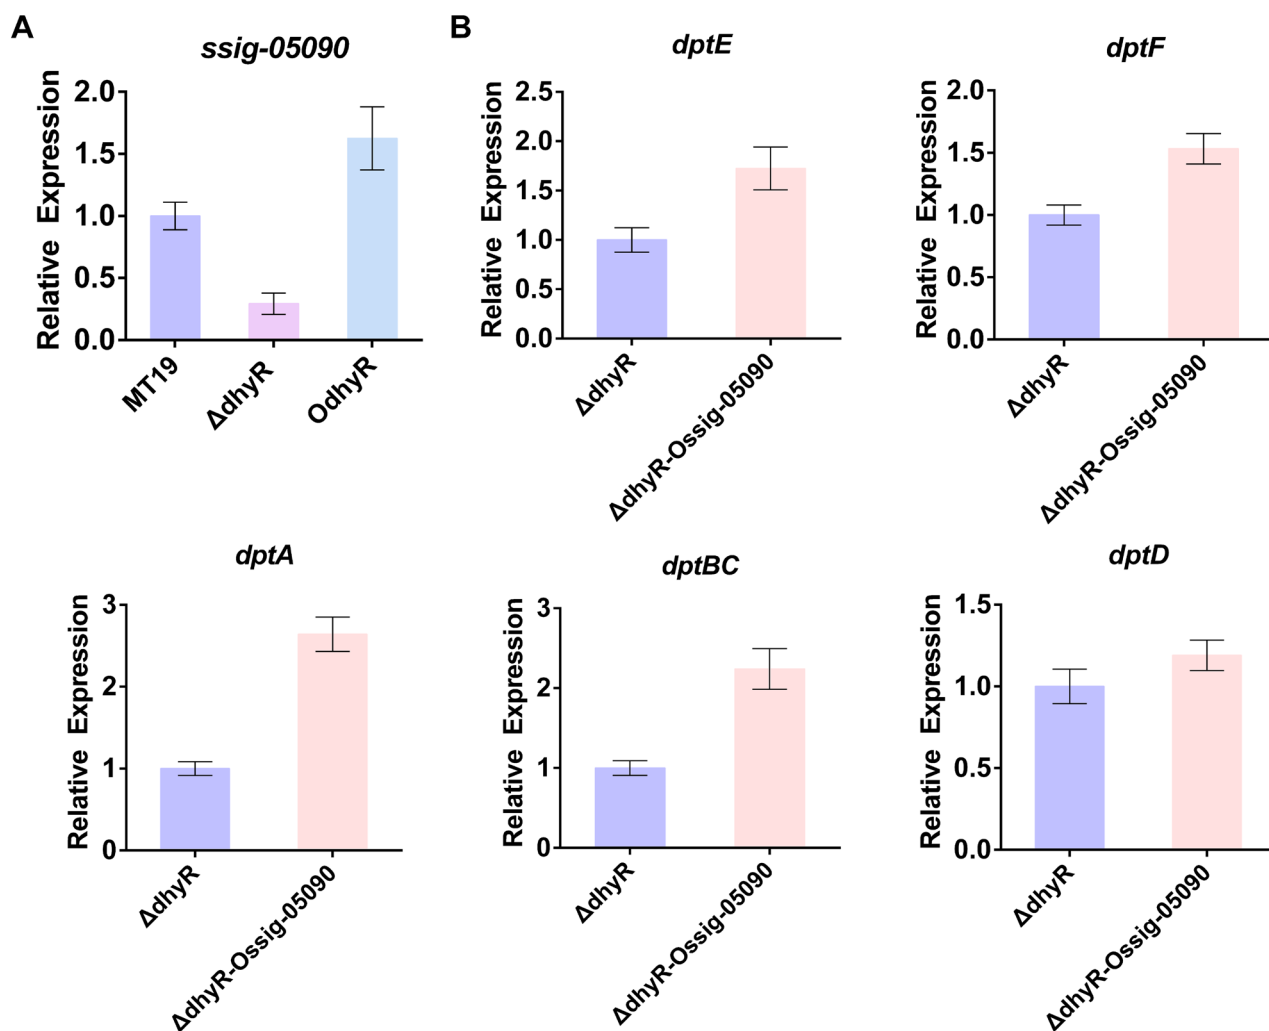 A
ssig-05090
Relative Expression
2.0
1.5
1.0
0.5
0.0
MT19
ΔdhyR
OdhyR
B
dptE
Relative Expression
2.5
2.0
1.5
1.0
0.5
0.0
ΔdhyR
ΔdhyR-Ossig-05090
dptF
Relative Expression
2.0
1.5
1.0
0.5
0.0
ΔdhyR
ΔdhyR-Ossig-05090
dptA
Relative Expression
3
2
1
0
ΔdhyR
ΔdhyR-Ossig-05090
dptBC
Relative Expression
3
2
1
0
ΔdhyR
ΔdhyR-Ossig-05090
dptD
Relative Expression
1.5
1.0
0.5
0.0
ΔdhyR
ΔdhyR-Ossig-05090